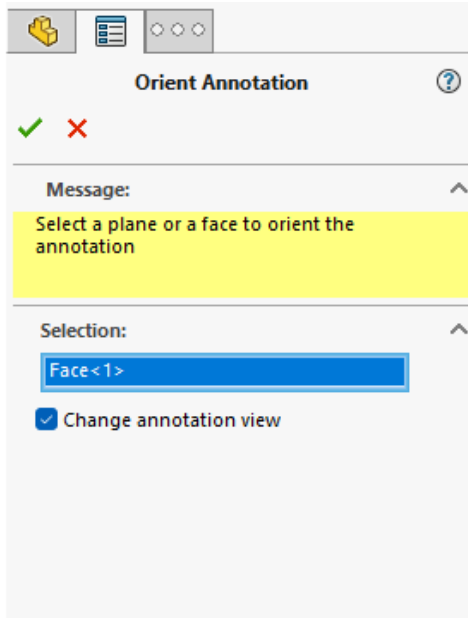 Orient Annotation
Message:
Select a plane or a face to orient the
annotation
Selection:
Face<1>
Change annotation view